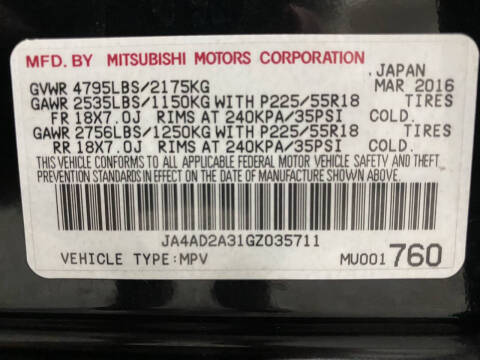 MFD. BY MITSUBISHI MOTORS CORPORATION
JAPAN
GVWR 4795LBS/2175KG MAR 2016
GAWR 2535LBS/1150KG WITH P225/55R18 TIRES
FR 18X7.0J RIMS AT 240KPA/35PSI COLD.
GAWR 2756LBS/1250KG WITH P225/55R18 TIRES
RR 18X7.0J RIMS AT 240KPA/35PSI COLD.
THIS VEHICLE CONFORMS TO ALL APPLICABLE FEDERAL MOTOR VEHICLE SAFETY AND THEFT
PREVENTION STANDARDS IN EFFECT ON THE DATE OF MANUFACTURE SHOWN ABOVE.
JA4AD2A31GZ035711
VEHICLE TYPE:MPV MU001 760